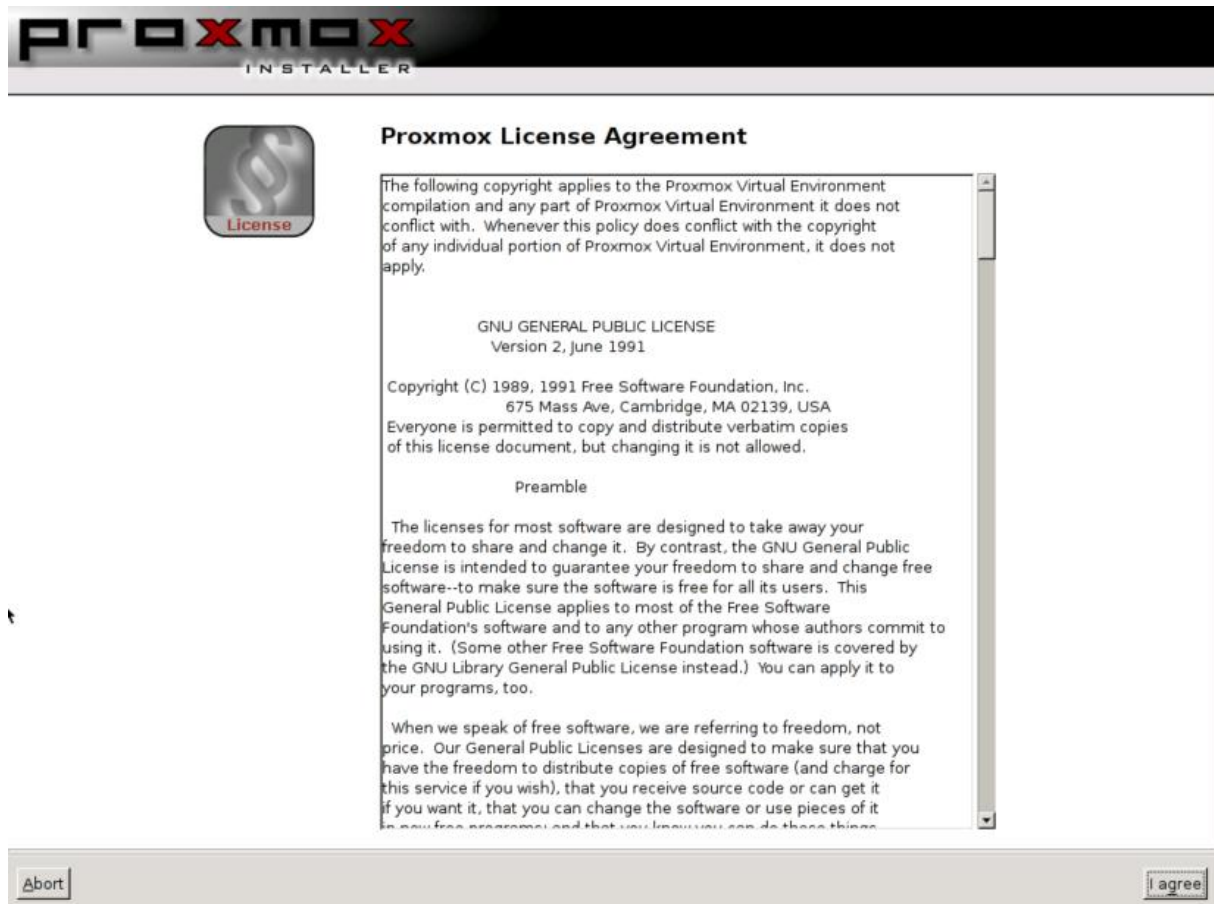 proxmox
INSTALLER
License
Proxmox License Agreement
The following copyright applies to the Proxmox Virtual Environment
compilation and any part of Proxmox Virtual Environment it does not
conflict with.  Whenever this policy does conflict with the copyright
of any individual portion of Proxmox Virtual Environment, it does not
apply.
GNU GENERAL PUBLIC LICENSE
Version 2, June 1991
Copyright (C) 1989, 1991 Free Software Foundation, Inc.
675 Mass Ave, Cambridge, MA 02139, USA
Everyone is permitted to copy and distribute verbatim copies
of this license document, but changing it is not allowed.
Preamble
The licenses for most software are designed to take away your
freedom to share and change it.  By contrast, the GNU General Public
License is intended to guarantee your freedom to share and change free
software--to make sure the software is free for all its users.  This
General Public License applies to most of the Free Software
Foundation's software and to any other program whose authors commit to
using it.  (Some other Free Software Foundation software is covered by
the GNU Library General Public License instead.)  You can apply it to
your programs, too.
When we speak of free software, we are referring to freedom, not
price.  Our General Public Licenses are designed to make sure that you
have the freedom to distribute copies of free software (and charge for
this service if you wish), that you receive source code or can get it
if you want it, that you can change the software or use pieces of it
in new free programs; and that you know you can do these things
Abort
I agree